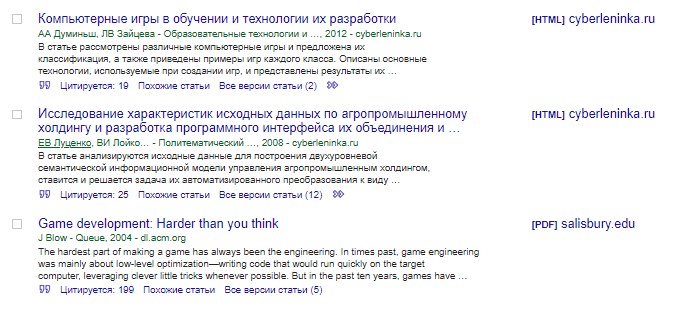 Компьютерные игры в обучении и технологии их разработки
[HTML] cyberleninka.ru
АА Думиньш, ЛВ Зайцева - Образовательные технологии и …, 2012 - cyberleninka.ru
В статье рассмотрены различные компьютерные игры и предложена их
классификация, а также приведены примеры игр каждого класса. Описаны основные
технологии, используемые при создании игр, и представлены результаты их …
Цитируется: 19 Похожие статьи Все версии статьи (2)
Исследование характеристик исходных данных по агропромышленному
[HTML] cyberleninka.ru
холдингу и разработка программного интерфейса их объединения и …
ЕВ Луценко, ВИ Лойко… - Политематический …, 2008 - cyberleninka.ru
В статье анализируются исходные данные для построения двухуровневой
семантической информационной модели управления агропромышленным холдингом,
ставится и решается задача их автоматизированного преобразования к виду …
Цитируется: 25 Похожие статьи Все версии статьи (12)
Game development: Harder than you think
[PDF] salisbury.edu
J Blow - Queue, 2004 - dl.acm.org
The hardest part of making a game has always been the engineering. In times past, game engineering
was mainly about low-level optimization—writing code that would run quickly on the target
computer, leveraging clever little tricks whenever possible. But in the past ten years, games have …
Цитируется: 199 Похожие статьи Все версии статьи (5)